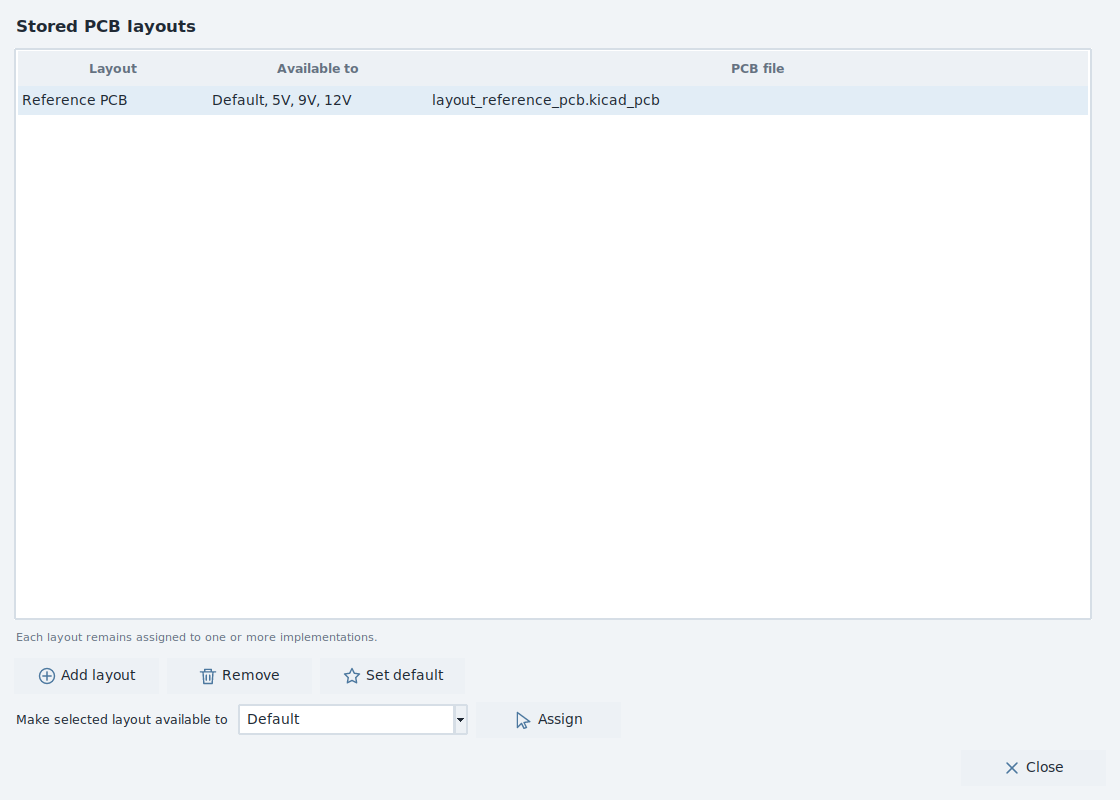 Stored PCB layouts
Layout Available to PCB file
Reference PCB Default, 5V, 9V, 12V layout_reference_pcb.kicad_pcb
Each layout remains assigned to one or more implementations.
Add layout Remove Set default
Make selected layout available to Default Assign
Close